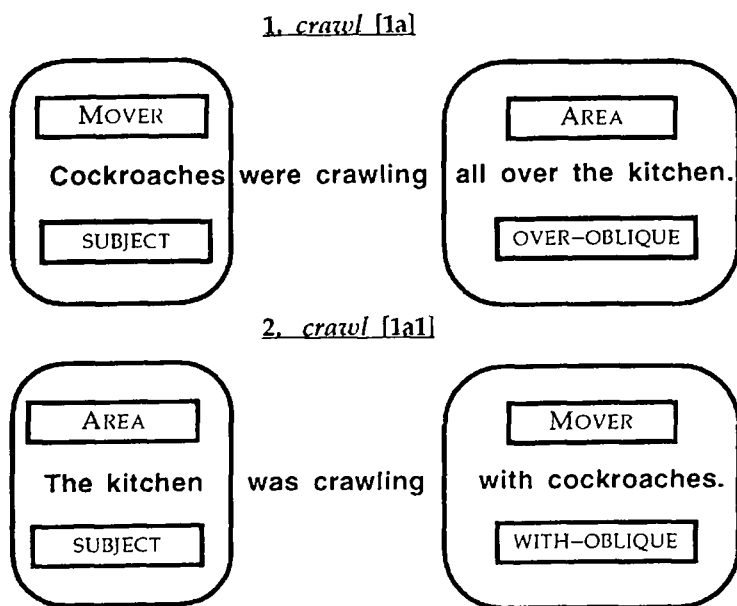 1. crawl [1a]
MOVER AREA
Cockroaches were crawling all over the kitchen.
SUBJECT OVER–OBLIQUE
2. crawl [1a1]
AREA MOVER
The kitchen was crawling with cockroaches.
SUBJECT WITH–OBLIQUE